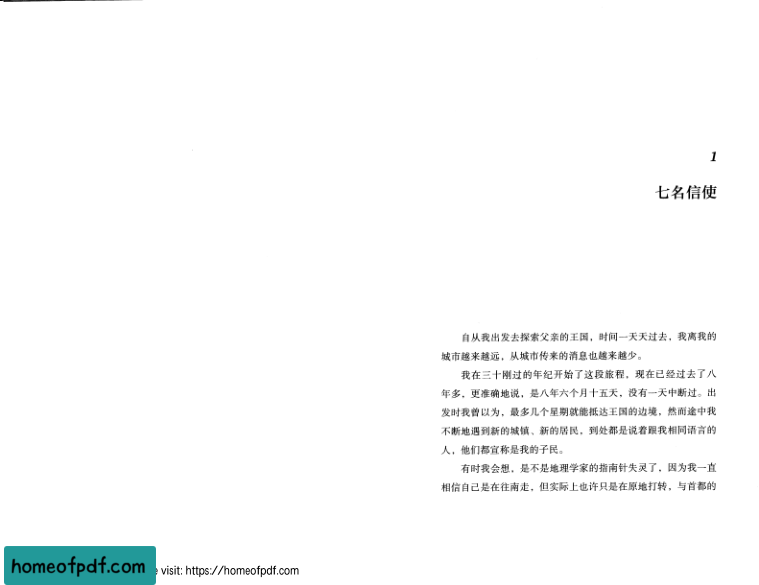 1
七名信使
自从我出发去探索父亲的王国，时间一天天过去，我离我的
城市越来越远，从城市传来的消息也越来越少。
我在三十刚过的年纪开始了这段旅程，现在已经过去了八
年多，更准确地说，是八年六个月十五天，没有一天中断过。出
发时我曾以为，最多几个星期就能抵达王国的边境，然而途中我
不断地遇到新的城镇、新的居民，到处都是说着跟我相同语言的
人，他们都宣称是我的子民。
有时我会想，是不是地理学家的指南针失灵了，因为我一直
相信自己是在往南走，但实际上也许只是在原地打转，与首都的
homeofpdf.com
e visit: https://homeofpdf.com